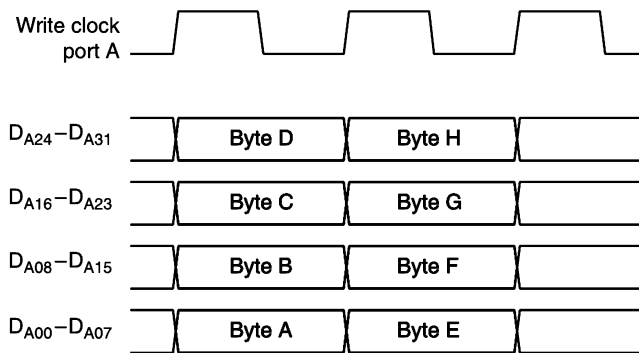 Write clock
port A
DA24–DA31 Byte D Byte H
DA16–DA23 Byte C Byte G
DA08–DA15 Byte B Byte F
DA00–DA07 Byte A Byte E